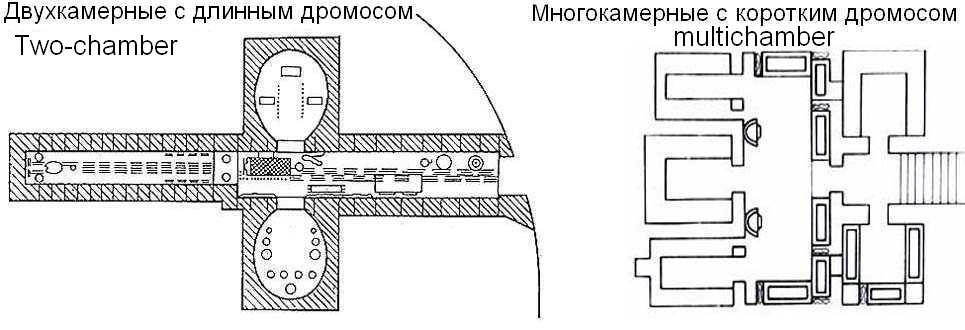 Двухкамерные с длинным дромосом
Two-chamber
Многокамерные с коротким дромосом
multichamber